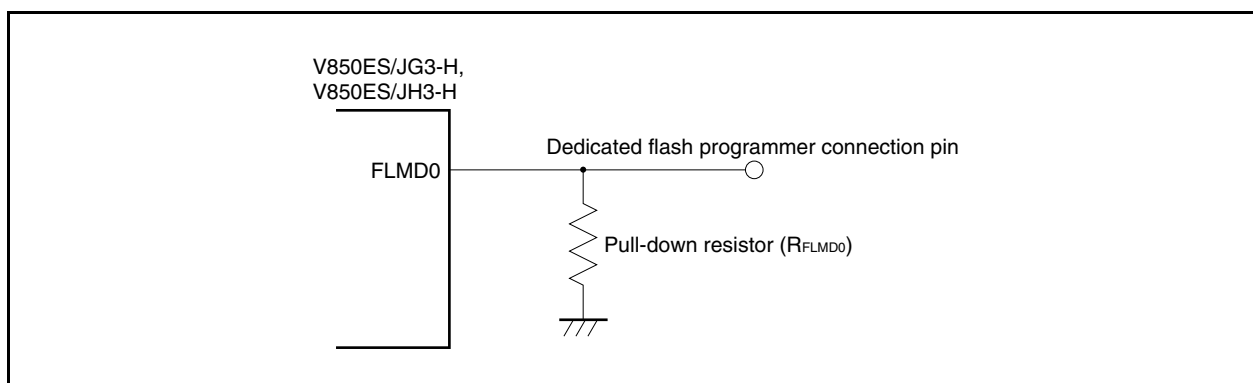 V850ES/JG3-H,
V850ES/JH3-H
Dedicated flash programmer connection pin
FLMD0
Pull-down resistor (RFLMD0)